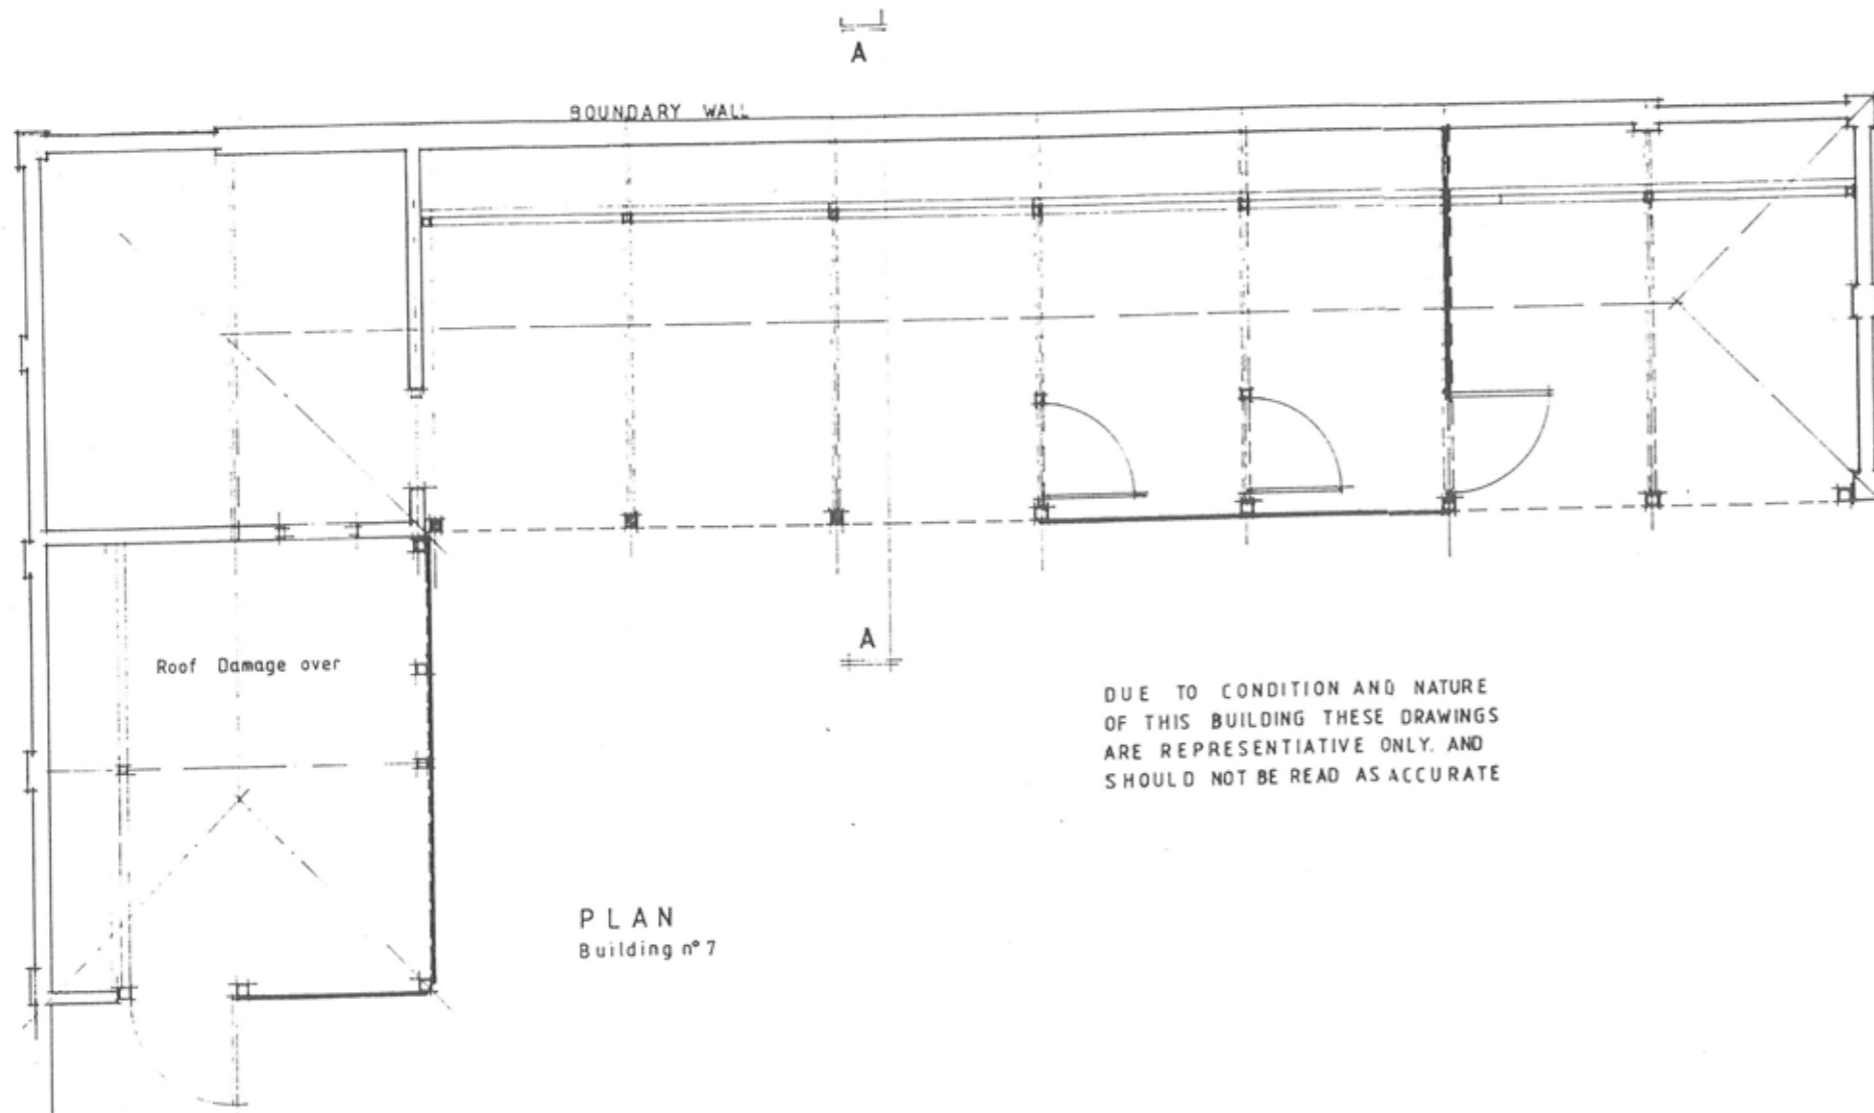 A
BOUNDARY WALL
A
Roof Damage over
DUE TO CONDITION AND NATURE
OF THIS BUILDING THESE DRAWINGS
ARE REPRESENTIATIVE ONLY. AND
SHOULD NOT BE READ AS ACCURATE
PLAN
Building nº 7